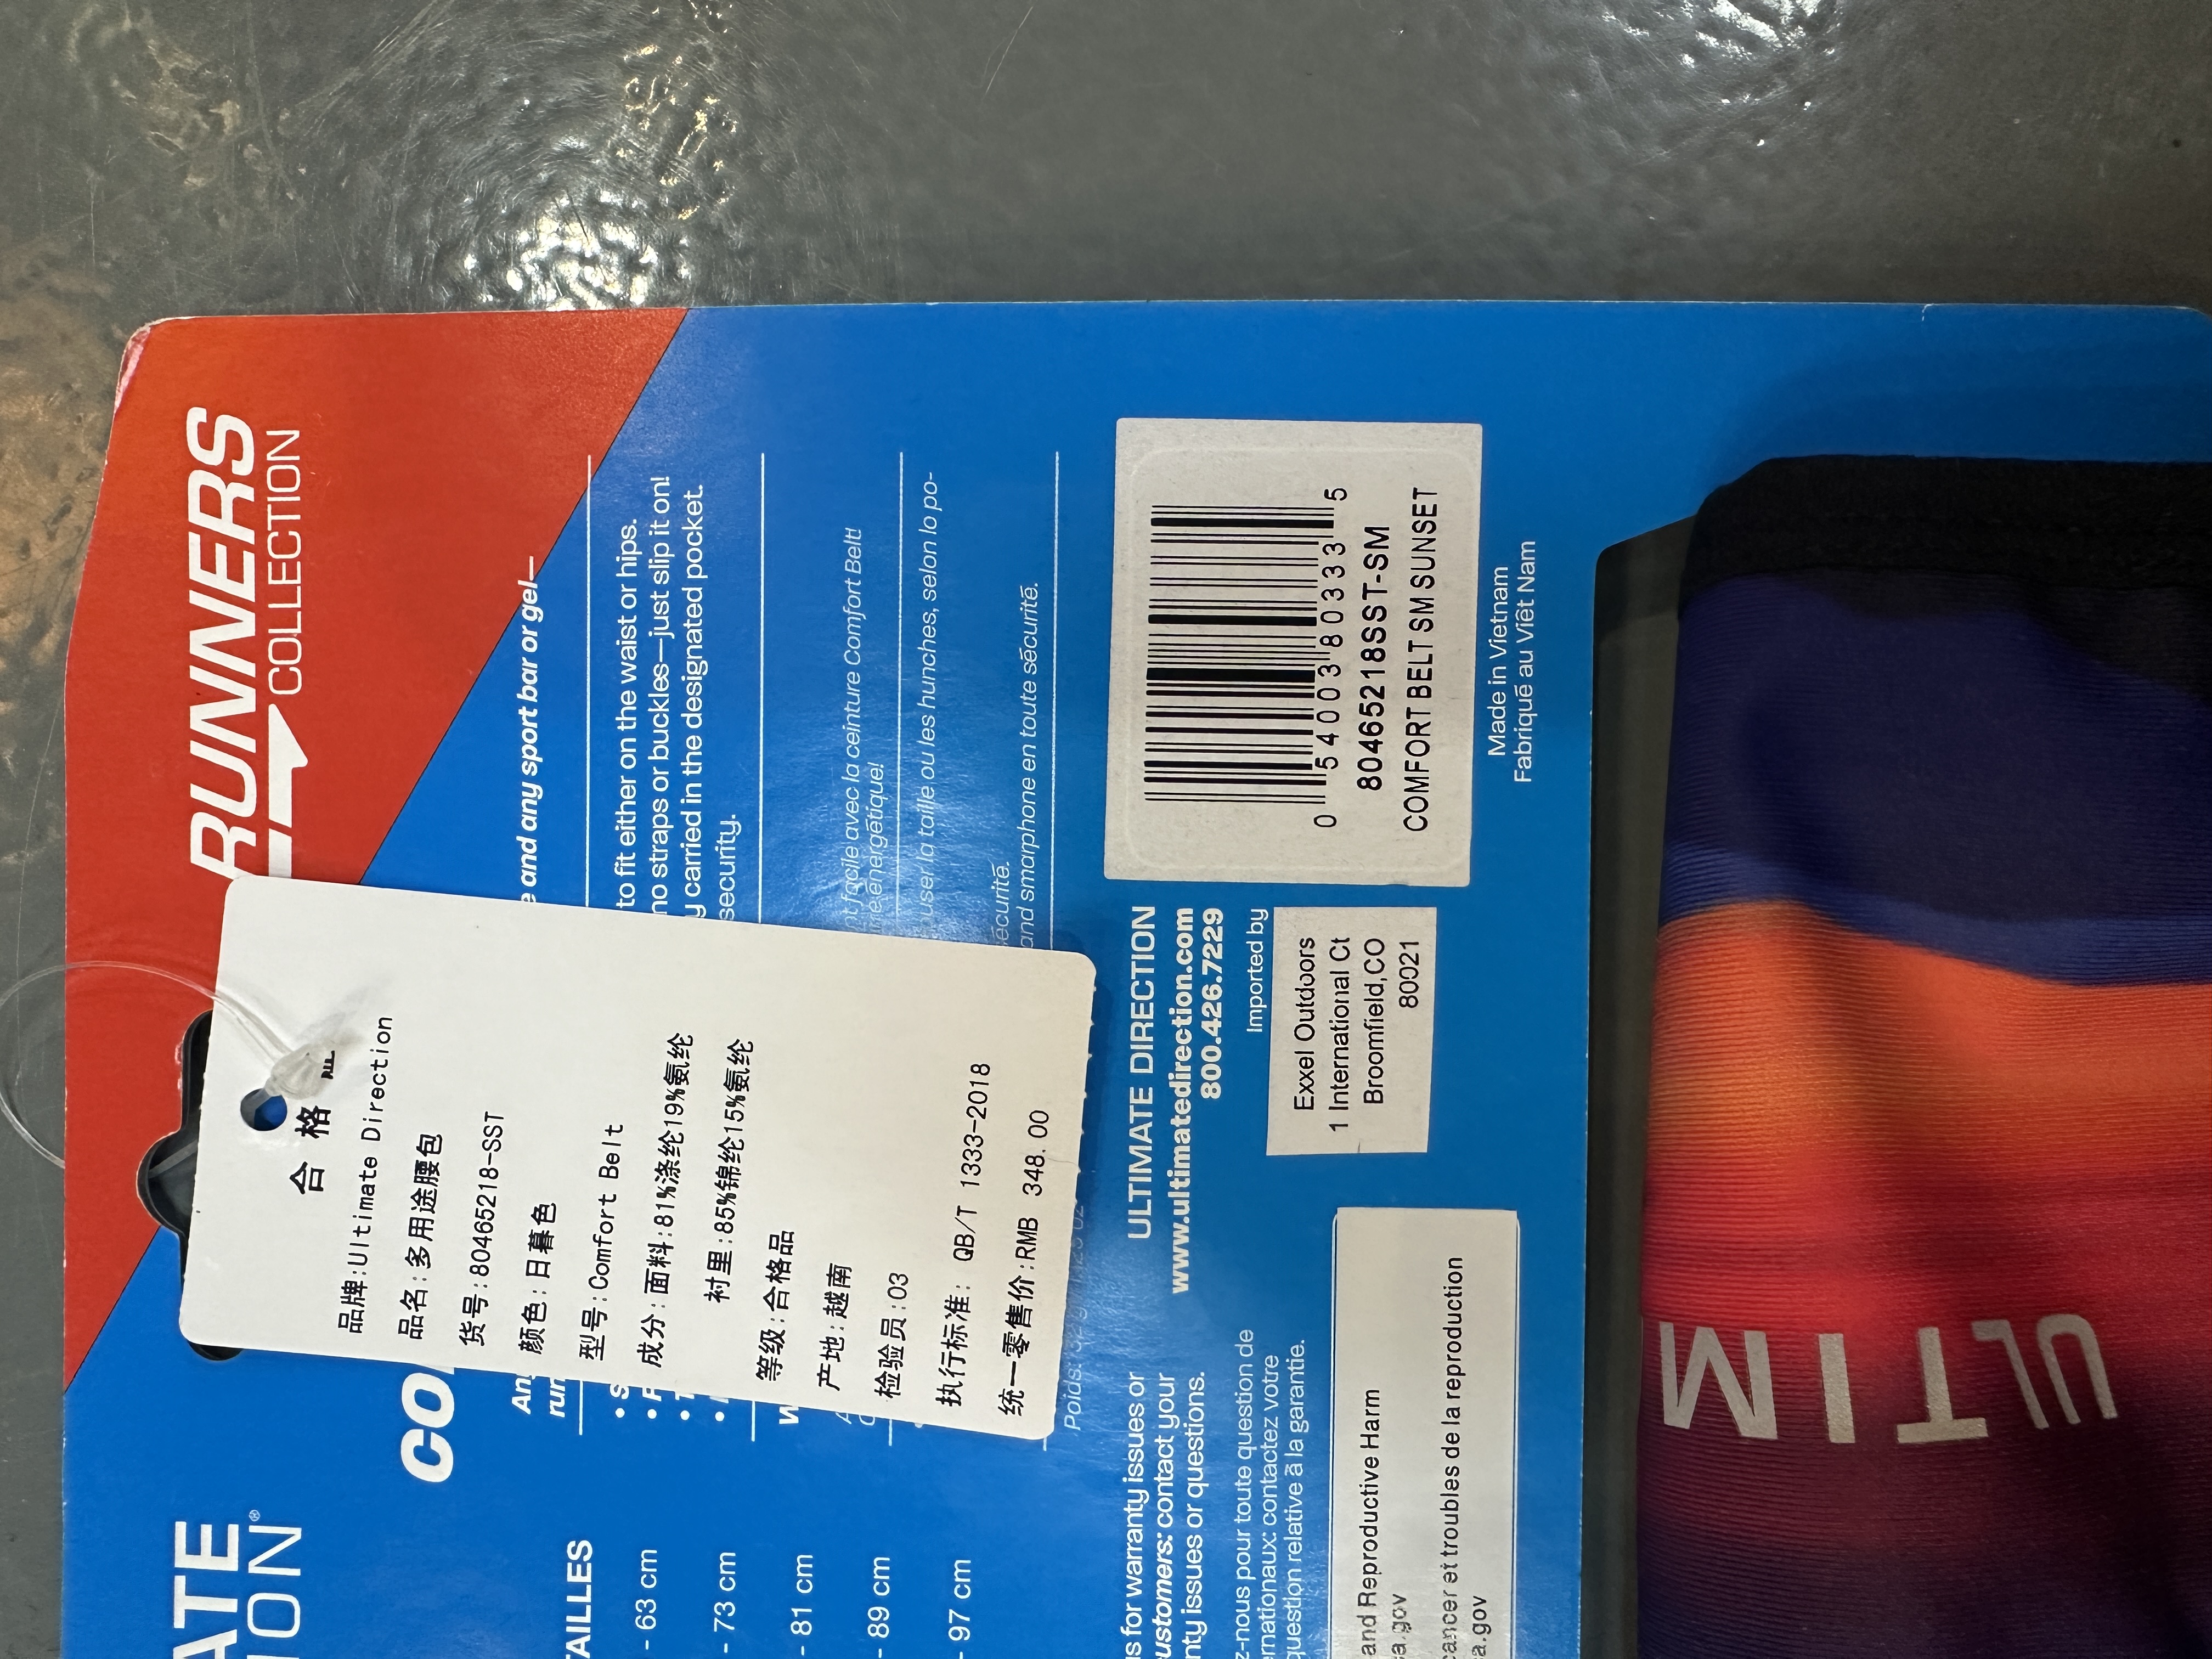 RUNNERS
COLLECTION
ATE
ION®
CO
e and any sport bar or gel—
to fit either on the waist or hips.
no straps or buckles—just slip it on!
carried in the designated pocket.
security.
facile avec la ceinture Comfort Belt!
énergétique!
user la taille ou les hunches, selon lo po-
écurité.
and smarphone en toute sécurité.
Poids: 32 g
合格
品牌:Ultimate Direction
品名:多用途腰包
货号:80465218-SST
颜色:日暮色
型号:Comfort Belt
成分:面料:81%涤纶19%氨纶
衬里:85%锦纶15%氨纶
等级:合格品
产地:越南
检验员:03
执行标准: QB/T 1333-2018
统一零售价:RMB 348.00
TAILLES
- 63 cm
- 73 cm
- 81 cm
- 89 cm
- 97 cm
0 54003 80333 5
80465218SST-SM
COMFORT BELT SM SUNSET
Made in Vietnam
Fabriqué au Viêt Nam
ULTIMATE DIRECTION
www.ultimatedirection.com
800.426.7229
Imported by
Exxel Outdoors
1 International Ct
Broomfield,CO
80021
us for warranty issues or
ustomers: contact your
nty issues or questions.
z-nous pour toute question de
ernationaux: contactez votre
question relative à la garantie.
and Reproductive Harm
a.gov
cancer et troubles de la reproduction
a.gov
ULTIM